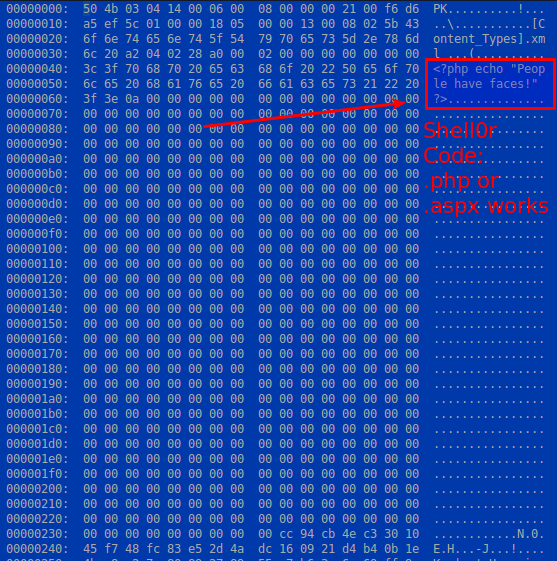 00000000: 50 4b 03 04 14 00 06 00 08 00 00 00 21 00 f6 d6 PK..........!...
00000010: a5 ef 5c 01 00 00 18 05 00 00 13 00 08 02 5b 43 ..\...........[C
00000020: 6f 6e 74 65 6e 74 5f 54 79 70 65 73 5d 2e 78 6d ontent_Types].xm
00000030: 6c 20 a2 04 02 28 a0 00 02 00 00 00 00 00 00 00 l ...(..........
00000040: 3c 3f 70 68 70 20 65 63 68 6f 20 22 50 65 6f 70 <?php echo "Peop
00000050: 6c 65 20 68 61 76 65 20 66 61 63 65 73 21 22 20 le have faces!"
00000060: 3f 3e 0a 00 00 00 00 00 00 00 00 00 00 00 00 00 ?>..............
00000070: 00 00 00 00 00 00 00 00 00 00 00 00 00 00 00 00 ................
00000080: 00 00 00 00 00 00 00 00 00 00 00 00 00 00 00 00 ................
00000090: 00 00 00 00 00 00 00 00 00 00 00 00 00 00 00 00 ................
000000a0: 00 00 00 00 00 00 00 00 00 00 00 00 00 00 00 00 ................
000000b0: 00 00 00 00 00 00 00 00 00 00 00 00 00 00 00 00 ................
000000c0: 00 00 00 00 00 00 00 00 00 00 00 00 00 00 00 00 ................
000000d0: 00 00 00 00 00 00 00 00 00 00 00 00 00 00 00 00 ................
000000e0: 00 00 00 00 00 00 00 00 00 00 00 00 00 00 00 00 ................
000000f0: 00 00 00 00 00 00 00 00 00 00 00 00 00 00 00 00 ................
00000100: 00 00 00 00 00 00 00 00 00 00 00 00 00 00 00 00 ................
00000110: 00 00 00 00 00 00 00 00 00 00 00 00 00 00 00 00 ................
00000120: 00 00 00 00 00 00 00 00 00 00 00 00 00 00 00 00 ................
00000130: 00 00 00 00 00 00 00 00 00 00 00 00 00 00 00 00 ................
00000140: 00 00 00 00 00 00 00 00 00 00 00 00 00 00 00 00 ................
00000150: 00 00 00 00 00 00 00 00 00 00 00 00 00 00 00 00 ................
00000160: 00 00 00 00 00 00 00 00 00 00 00 00 00 00 00 00 ................
00000170: 00 00 00 00 00 00 00 00 00 00 00 00 00 00 00 00 ................
00000180: 00 00 00 00 00 00 00 00 00 00 00 00 00 00 00 00 ................
00000190: 00 00 00 00 00 00 00 00 00 00 00 00 00 00 00 00 ................
000001a0: 00 00 00 00 00 00 00 00 00 00 00 00 00 00 00 00 ................
000001b0: 00 00 00 00 00 00 00 00 00 00 00 00 00 00 00 00 ................
000001c0: 00 00 00 00 00 00 00 00 00 00 00 00 00 00 00 00 ................
000001d0: 00 00 00 00 00 00 00 00 00 00 00 00 00 00 00 00 ................
000001e0: 00 00 00 00 00 00 00 00 00 00 00 00 00 00 00 00 ................
000001f0: 00 00 00 00 00 00 00 00 00 00 00 00 00 00 00 00 ................
00000200: 00 00 00 00 00 00 00 00 00 00 00 00 00 00 00 00 ................
00000210: 00 00 00 00 00 00 00 00 00 00 00 00 00 00 00 00 ................
00000220: 00 00 00 00 00 00 00 00 00 00 00 00 00 00 00 00 ................
00000230: 00 00 00 00 00 00 00 00 00 cc 94 cb 4e c3 30 10 ............N.0.
00000240: 45 f7 48 fc 83 e5 2d 4a dc 16 09 21 d4 b4 0b 1e E.H...-J...!....
Shell0r
Code:
.php or
.aspx works